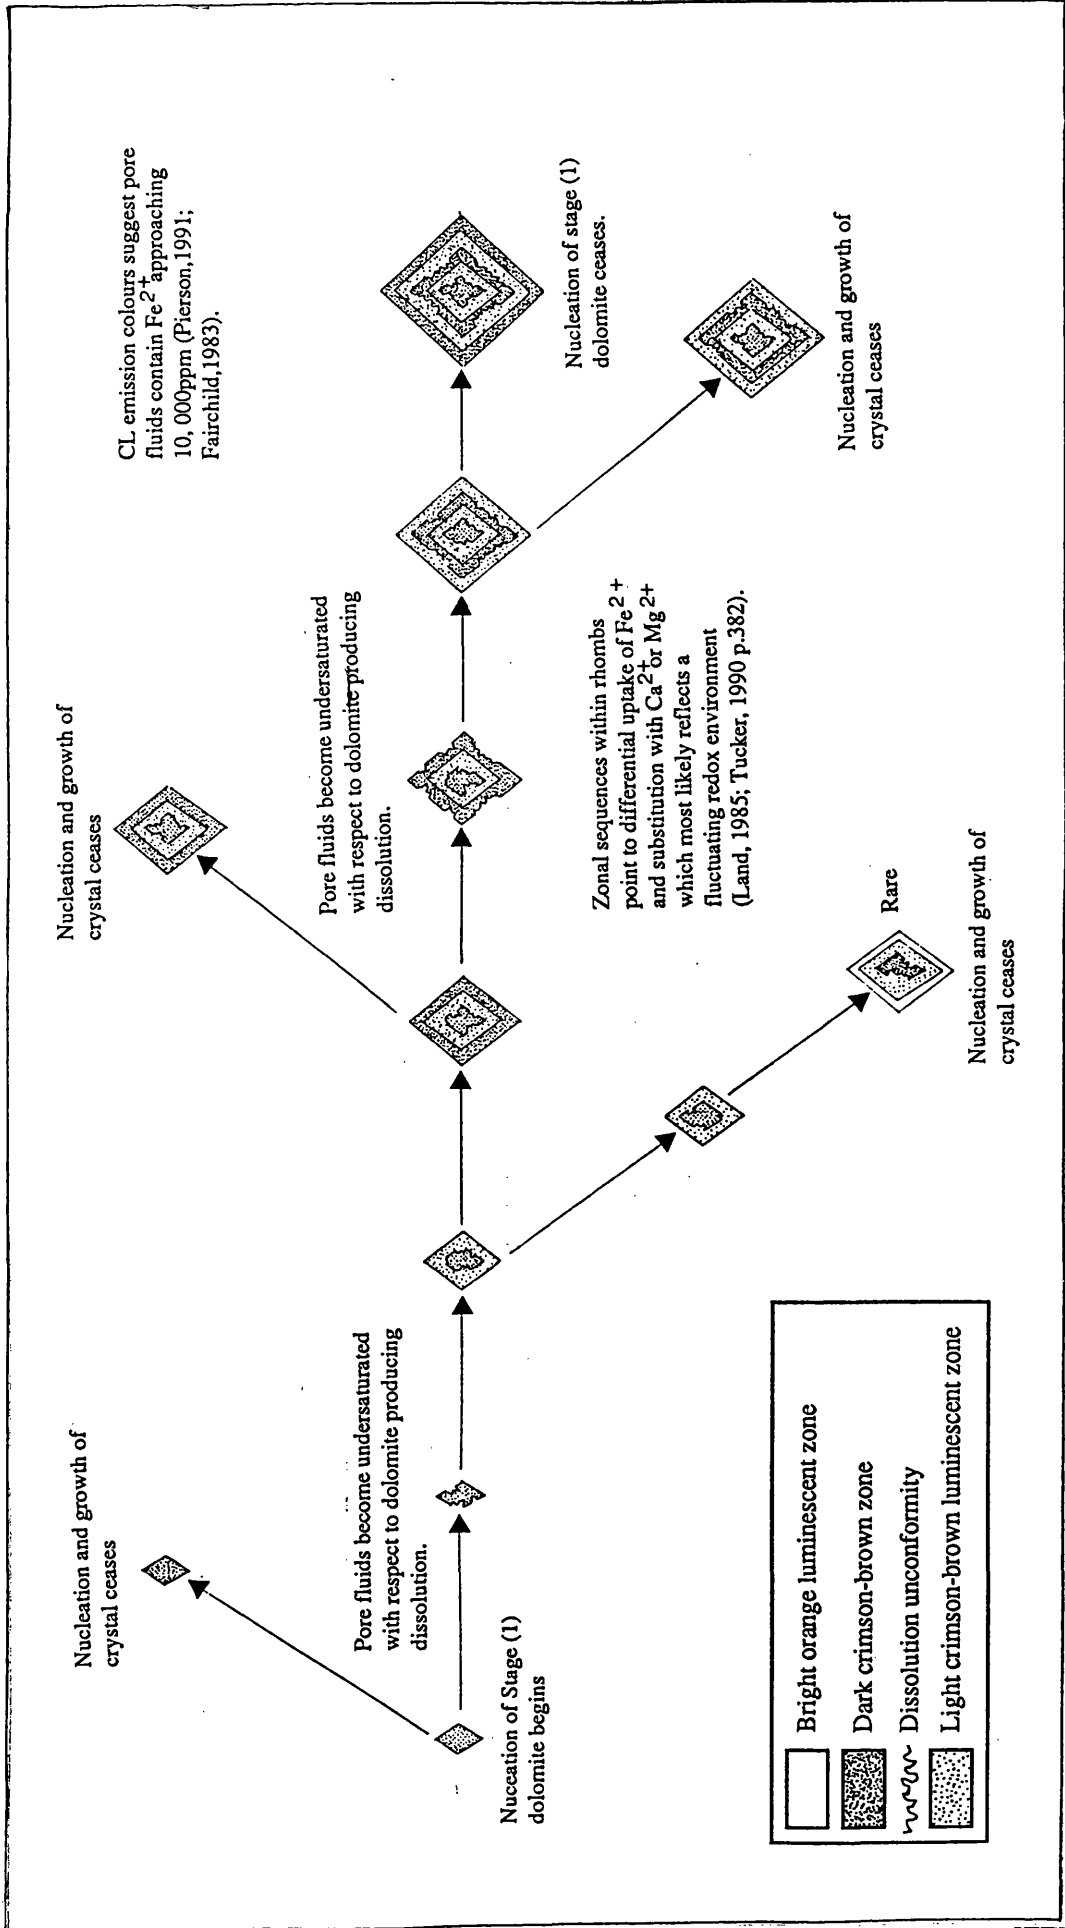 Nucleation and growth of
crystal ceases
Nucleation and growth of
crystal ceases
CL emission colours suggest pore
fluids contain Fe2+ approaching
10, 000ppm (Pierson,1991;
Fairchild,1983).
Pore fluids become undersaturated
with respect to dolomite producing
dissolution.
Pore fluids become undersaturated
with respect to dolomite producing
dissolution.
Nuceation of Stage (1)
dolomite begins
Zonal sequences within rhombs
point to differential uptake of Fe2+
and substitution with Ca2+ or Mg2+
which most likely reflects a
fluctuating redox environment
(Land, 1985; Tucker, 1990 p.382).
Nucleation of stage (1)
dolomite ceases.
Rare
Nucleation and growth of
crystal ceases
Nucleation and growth of
crystal ceases
Bright orange luminescent zone
Dark crimson-brown zone
Dissolution unconformity
Light crimson-brown luminescent zone